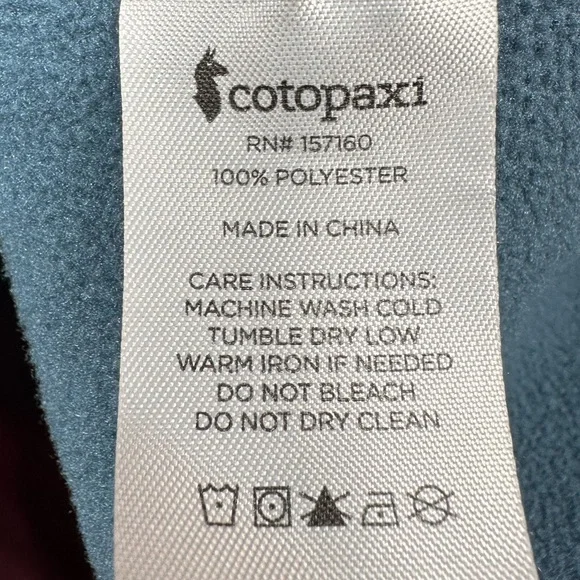 cotopaxi
RN# 157160
100% POLYESTER
MADE IN CHINA
CARE INSTRUCTIONS:
MACHINE WASH COLD
TUMBLE DRY LOW
WARM IRON IF NEEDED
DO NOT BLEACH
DO NOT DRY CLEAN